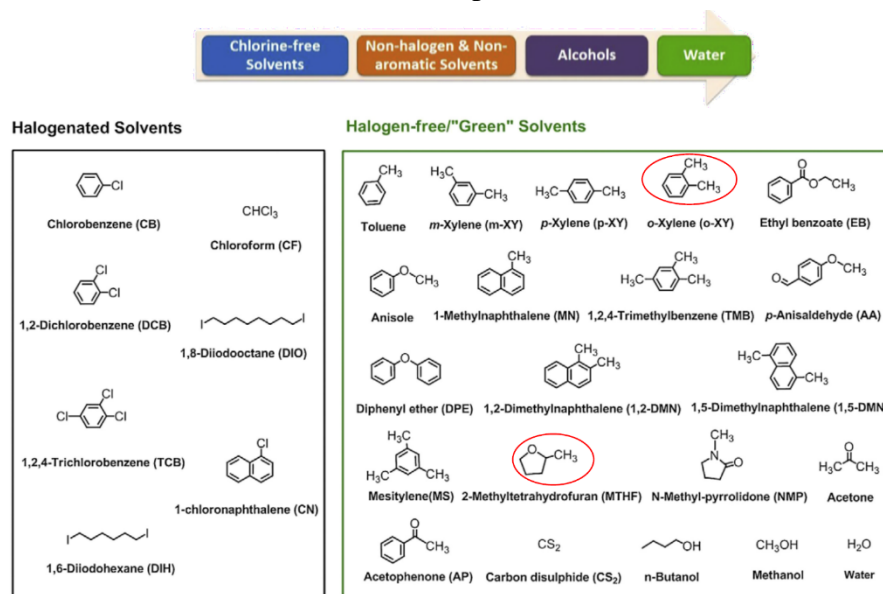 Chlorine-free
Solvents
Non-halogen & Non-
aromatic Solvents
Alcohols
Water
Halogenated Solvents
Cl
Chlorobenzene (CB)
CHCl₃
Chloroform (CF)
Cl
Cl
1,2-Dichlorobenzene (DCB)
I
I
1,8-Diiodooctane (DIO)
Cl
Cl
Cl
1,2,4-Trichlorobenzene (TCB)
Cl
1-chloronaphthalene (CN)
I
I
1,6-Diiodohexane (DIH)
Halogen-free/"Green" Solvents
CH₃
Toluene
H₃C
CH₃
m-Xylene (m-XY)
H₃C
CH₃
p-Xylene (p-XY)
CH₃
CH₃
o-Xylene (o-XY)
O
O
CH₃
Ethyl benzoate (EB)
O
CH₃
Anisole
CH₃
1-Methylnaphthalene (MN)
CH₃
H₃C
CH₃
1,2,4-Trimethylbenzene (TMB)
O
O
CH₃
p-Anisaldehyde (AA)
O
Diphenyl ether (DPE)
CH₃
CH₃
1,2-Dimethylnaphthalene (1,2-DMN)
H₃C
CH₃
1,5-Dimethylnaphthalene (1,5-DMN)
H₃C
H₃C
CH₃
Mesitylene(MS)
O
CH₃
2-Methyltetrahydrofuran (MTHF)
CH₃
N
O
N-Methyl-pyrrolidone (NMP)
O
H₃C
CH₃
Acetone
O
CH₃
Acetophenone (AP)
CS₂
Carbon disulphide (CS₂)
OH
n-Butanol
CH₃OH
Methanol
H₂O
Water